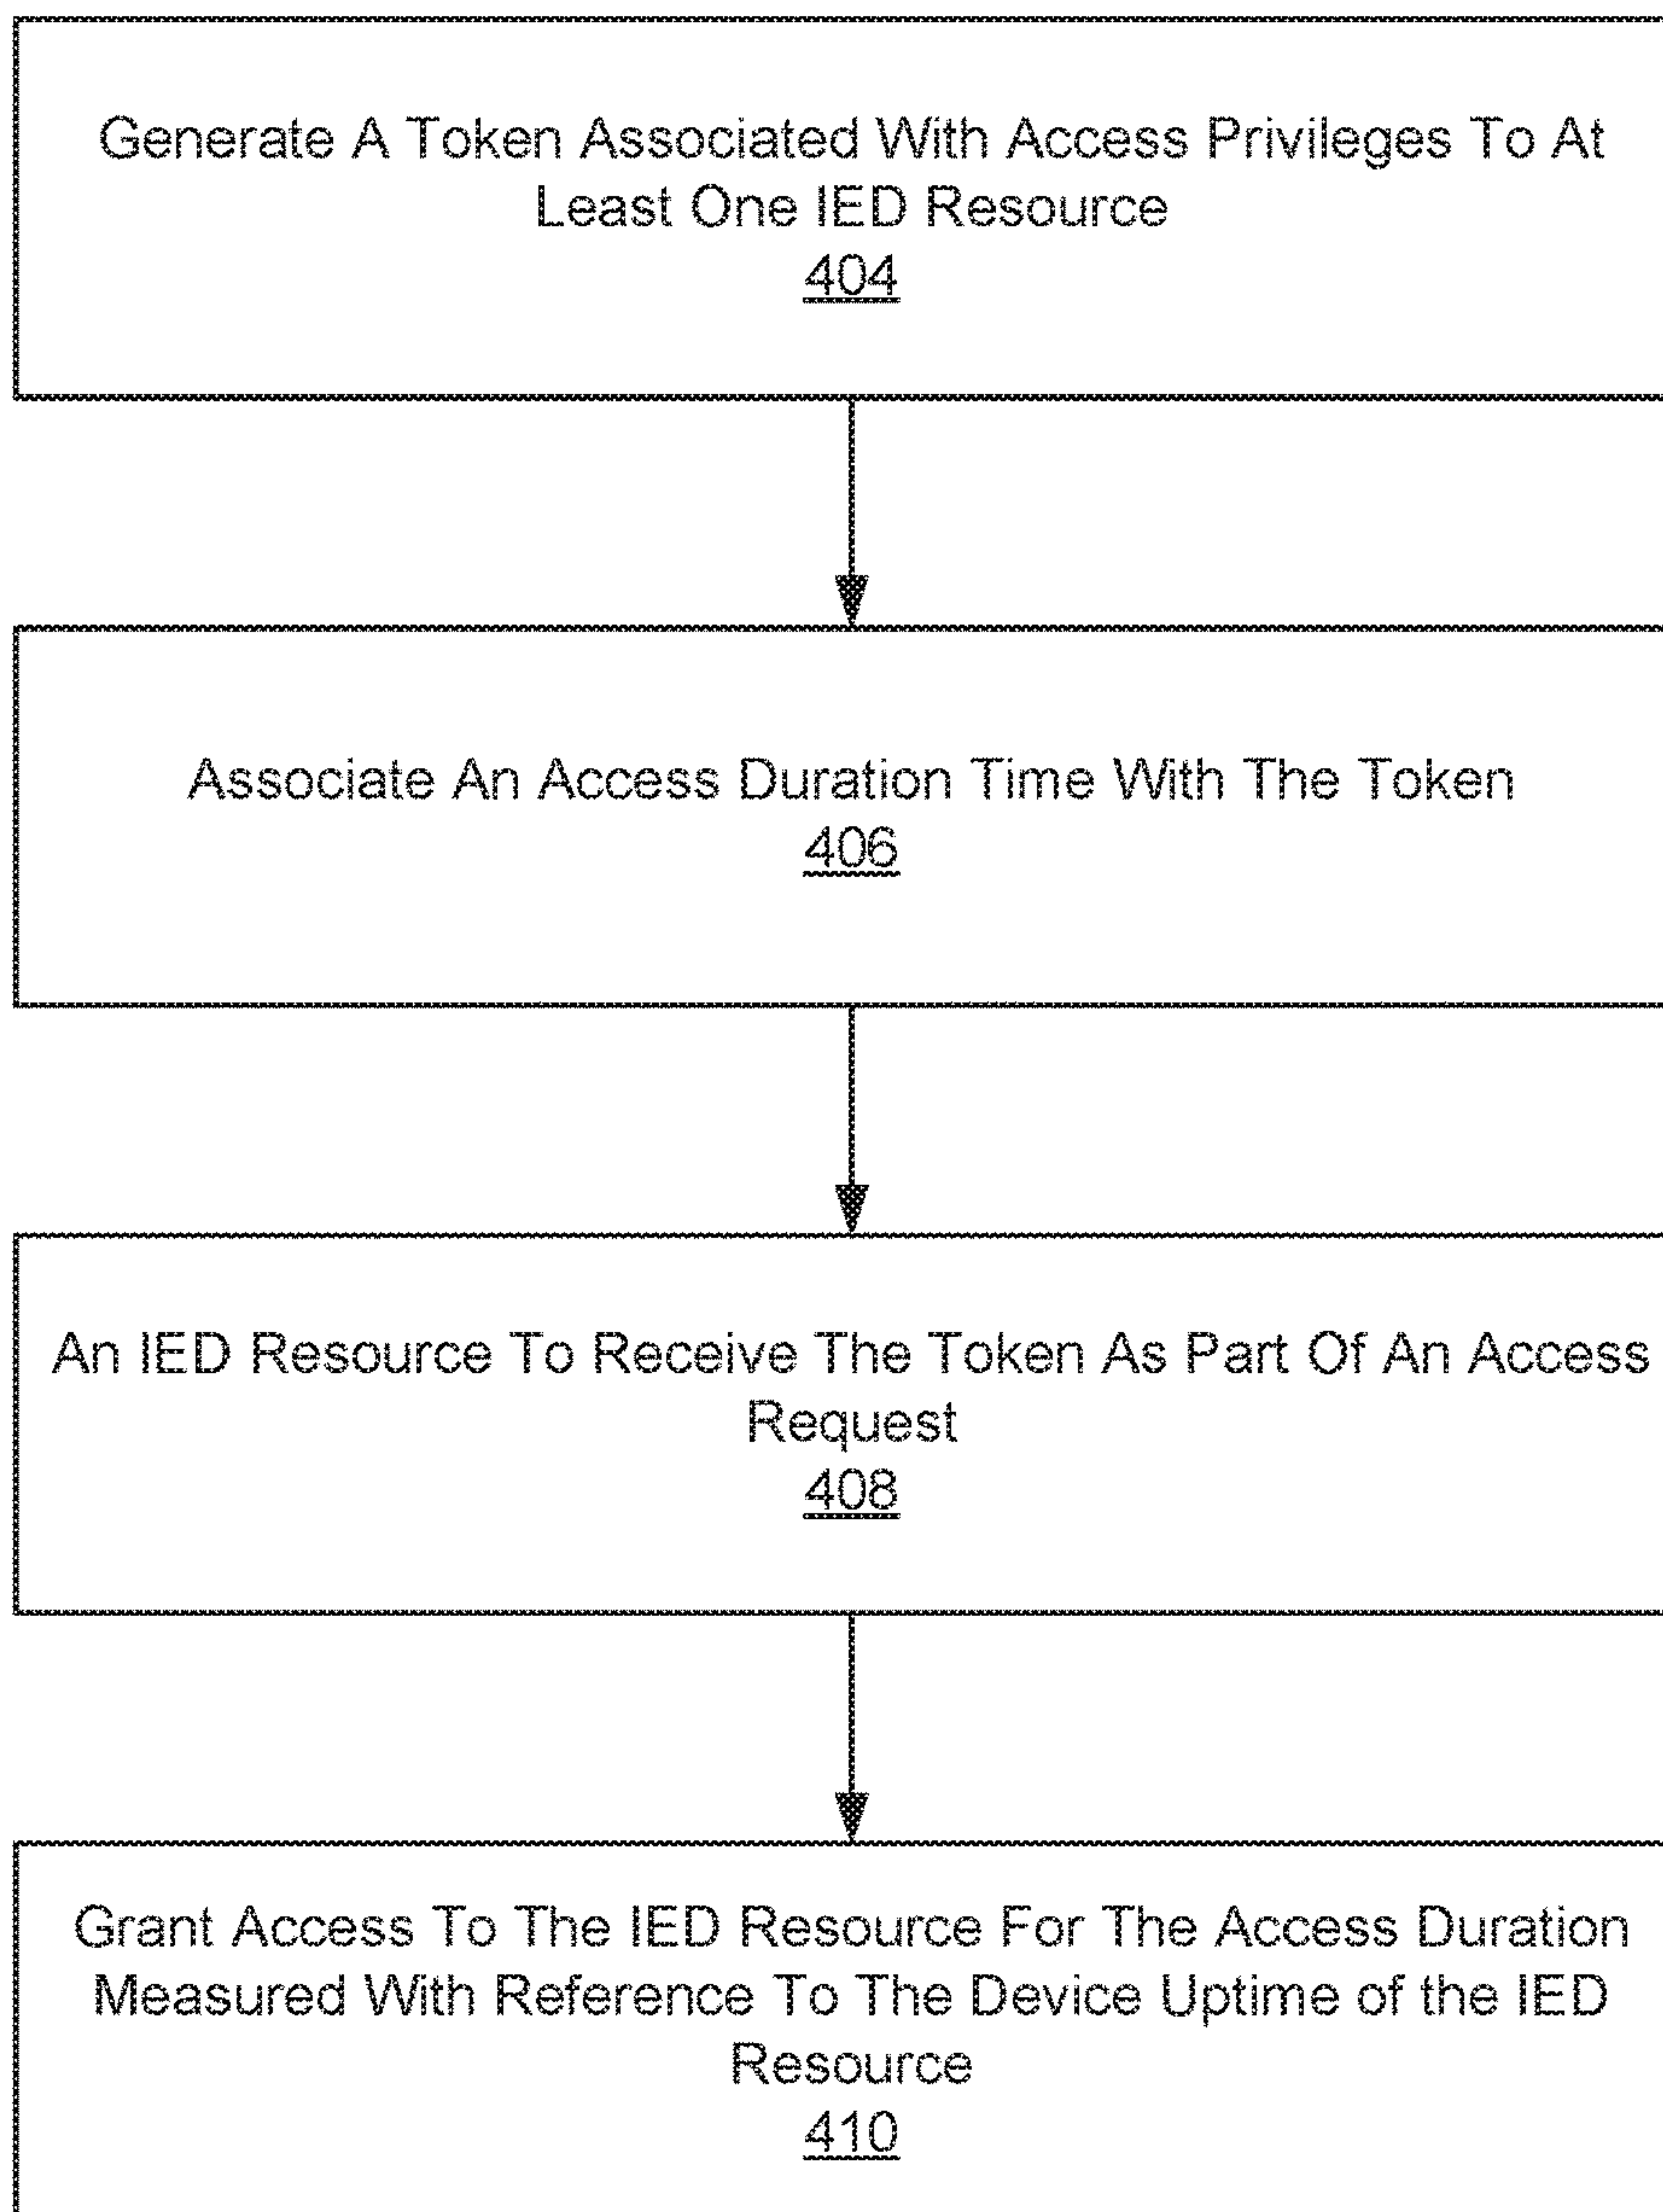 Generate A Token Associated With Access Privileges To At
Least One IED Resource
404
Associate An Access Duration Time With The Token
406
An IED Resource To Receive The Token As Part Of An Access
Request
408
Grant Access To The IED Resource For The Access Duration
Measured With Reference To The Device Uptime of the IED
Resource
410